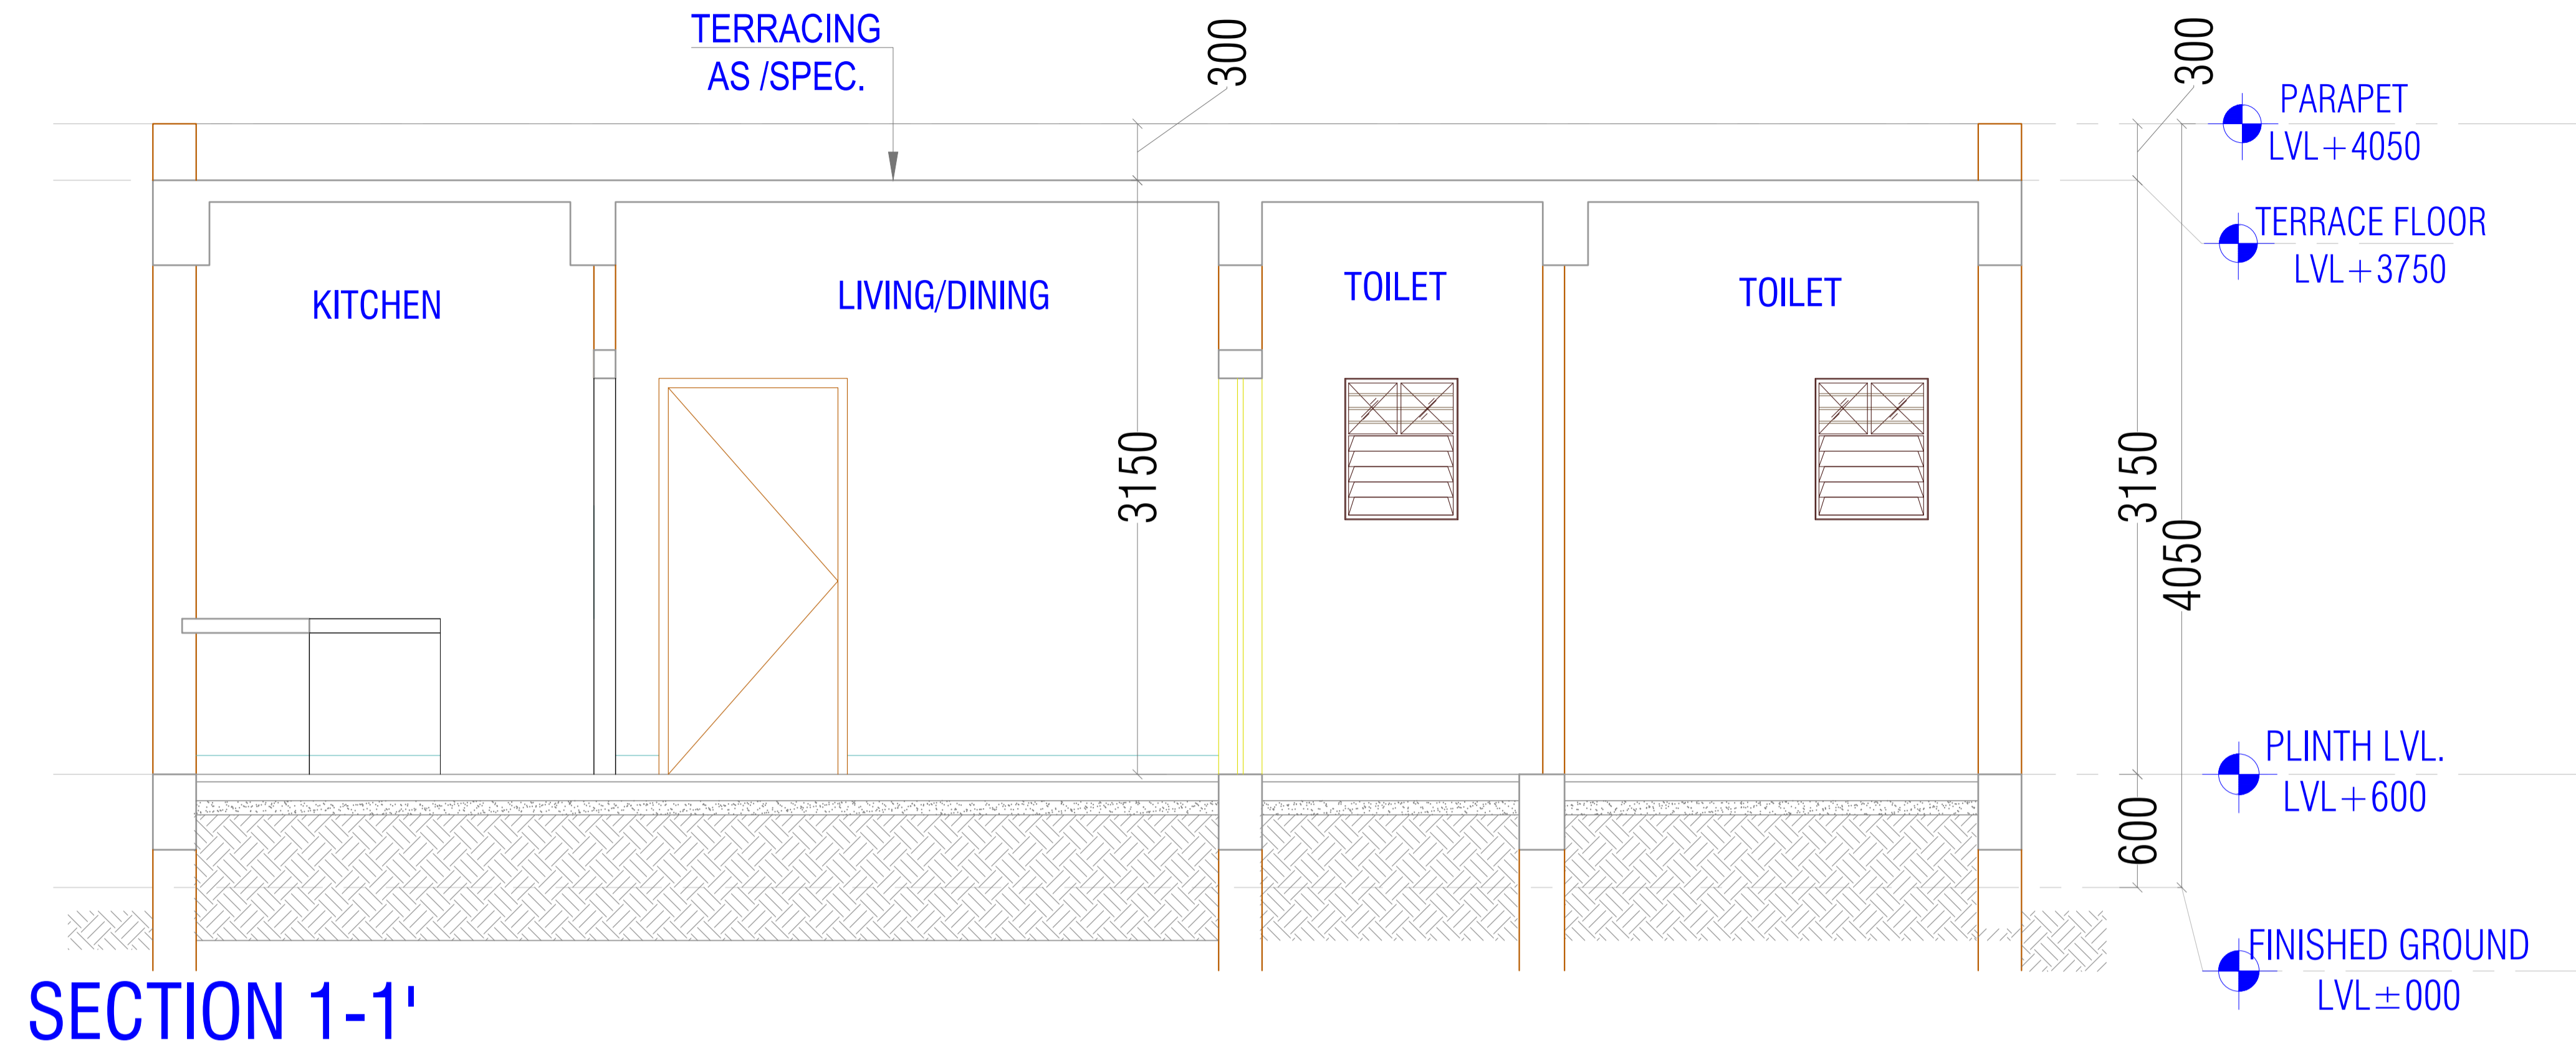 TERRACING
AS /SPEC.
300
300
PARAPET
LVL+4050
TERRACE FLOOR
LVL+3750
KITCHEN
LIVING/DINING
TOILET
TOILET
3150
3150
4050
PLINTH LVL.
LVL+600
600
FINISHED GROUND
LVL±000
SECTION 1-1'